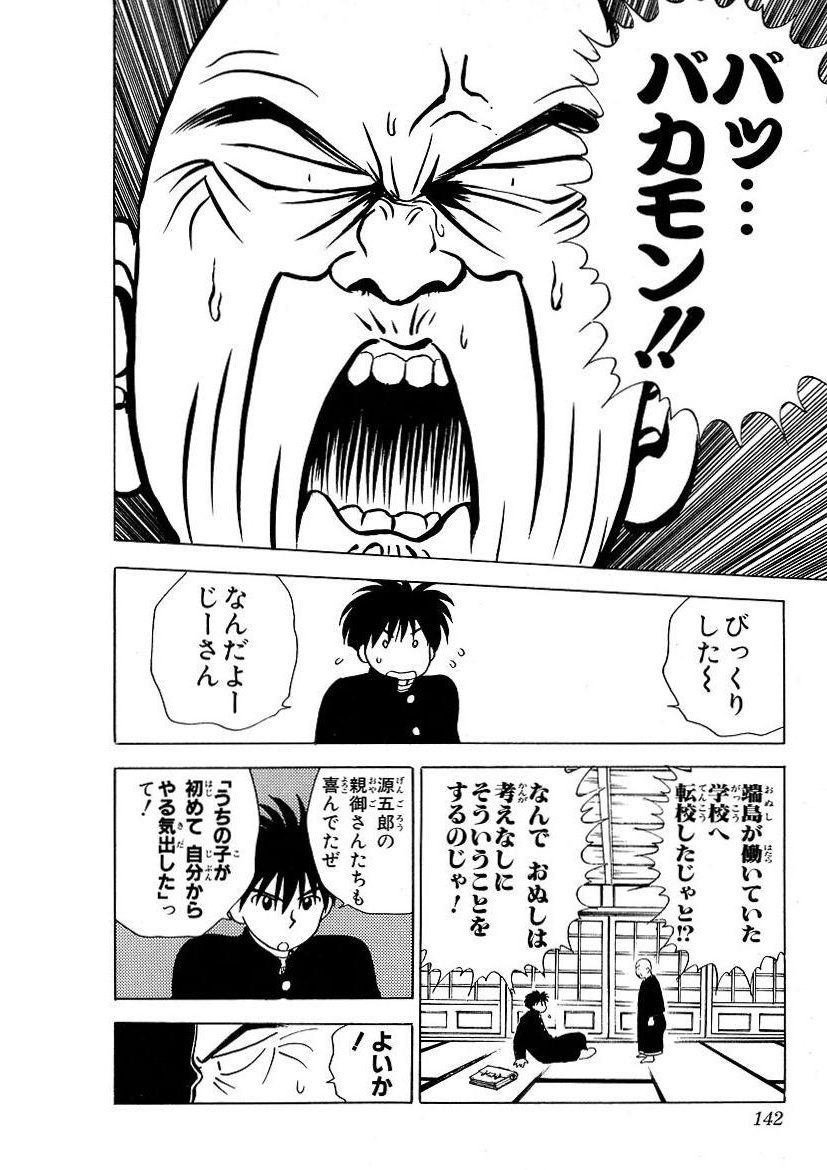 バッ…
バカモン!!
びっくり
した〜
なんだよー
じーさん
端島が働いていた
学校へ
転校したじゃと!?
なんで おぬしは
考えなしに
そういうことを
するのじゃ!
源五郎の
親御さんたちも
喜んでたぜ
「うちの子が
初めて 自分から
やる気出した」っ
て!
よいか
!
142